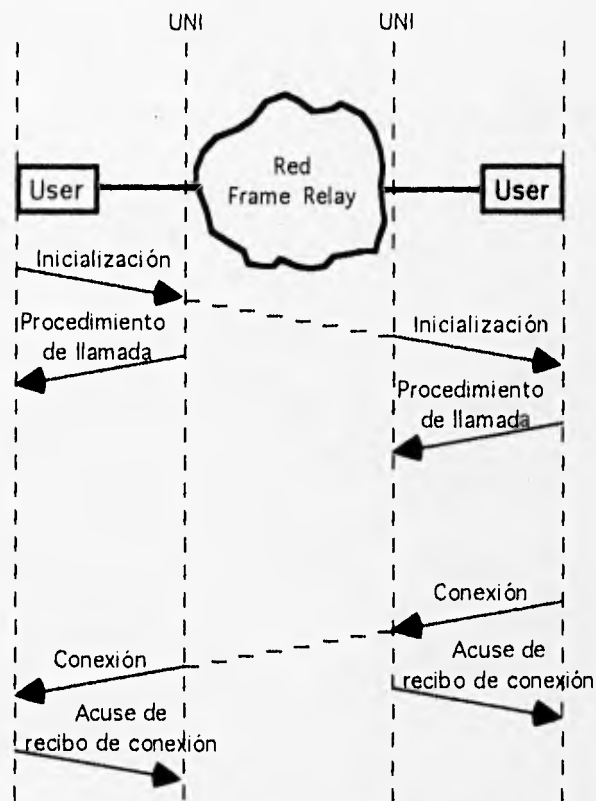 UNI
UNI
Red
Frame Relay
User
User
Inicialización
Inicialización
Procedimiento
de llamada
Procedimiento
de llamada
Conexión
Conexión
Acuse de
recibo de conexión
Acuse de
recibo de conexión